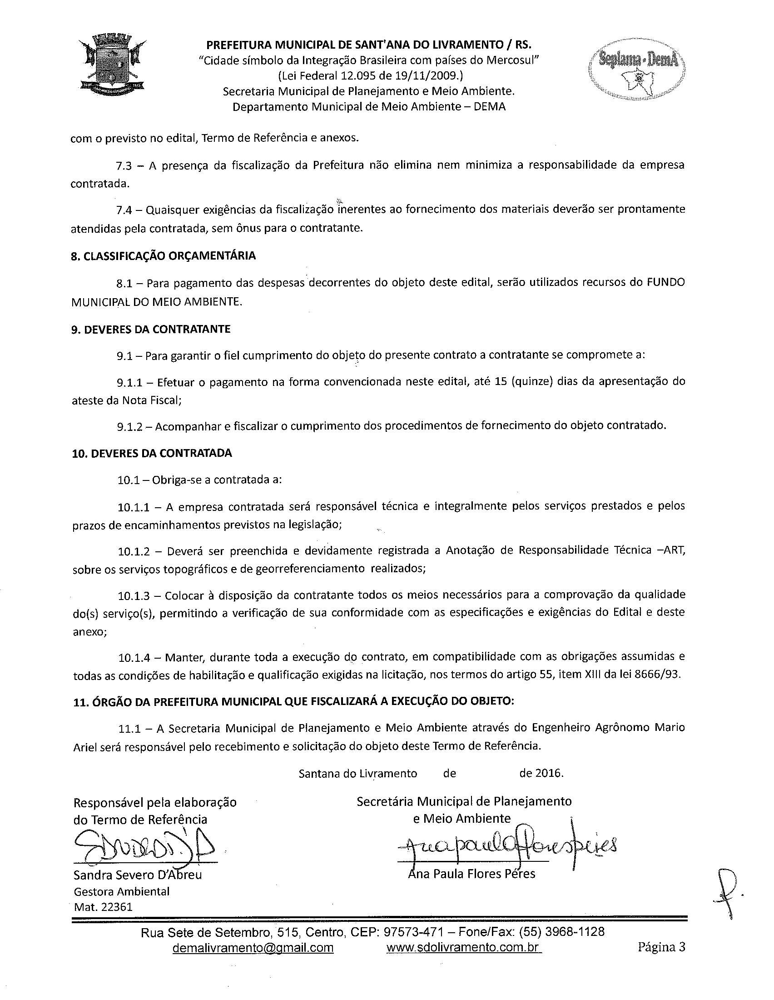 PREFEITURA MUNICIPAL DE SANT'ANA DO LIVRAMENTO / RS.
"Cidade símbolo da Integração Brasileira com países do Mercosul"
(Lei Federal 12.095 de 19/11/2009.)
Secretaria Municipal de Planejamento e Meio Ambiente.
Departamento Municipal de Meio Ambiente – DEMA
Seplama - DemA
com o previsto no edital, Termo de Referência e anexos.
7.3 – A presença da fiscalização da Prefeitura não elimina nem minimiza a responsabilidade da empresa
contratada.
7.4 – Quaisquer exigências da fiscalização inerentes ao fornecimento dos materiais deverão ser prontamente
atendidas pela contratada, sem ônus para o contratante.
8. CLASSIFICAÇÃO ORÇAMENTÁRIA
8.1 – Para pagamento das despesas decorrentes do objeto deste edital, serão utilizados recursos do FUNDO
MUNICIPAL DO MEIO AMBIENTE.
9. DEVERES DA CONTRATANTE
9.1 – Para garantir o fiel cumprimento do objeto do presente contrato a contratante se compromete a:
9.1.1 – Efetuar o pagamento na forma convencionada neste edital, até 15 (quinze) dias da apresentação do
ateste da Nota Fiscal;
9.1.2 – Acompanhar e fiscalizar o cumprimento dos procedimentos de fornecimento do objeto contratado.
10. DEVERES DA CONTRATADA
10.1 – Obriga-se a contratada a:
10.1.1 – A empresa contratada será responsável técnica e integralmente pelos serviços prestados e pelos
prazos de encaminhamentos previstos na legislação;
10.1.2 – Deverá ser preenchida e devidamente registrada a Anotação de Responsabilidade Técnica –ART,
sobre os serviços topográficos e de georreferenciamento realizados;
10.1.3 – Colocar à disposição da contratante todos os meios necessários para a comprovação da qualidade
do(s) serviço(s), permitindo a verificação de sua conformidade com as especificações e exigências do Edital e deste
anexo;
10.1.4 – Manter, durante toda a execução do contrato, em compatibilidade com as obrigações assumidas e
todas as condições de habilitação e qualificação exigidas na licitação, nos termos do artigo 55, item XIII da lei 8666/93.
11. ÓRGÃO DA PREFEITURA MUNICIPAL QUE FISCALIZARÁ A EXECUÇÃO DO OBJETO:
11.1 – A Secretaria Municipal de Planejamento e Meio Ambiente através do Engenheiro Agrônomo Mario
Ariel será responsável pelo recebimento e solicitação do objeto deste Termo de Referência.
Santana do Livramento de de 2016.
Responsável pela elaboração
do Termo de Referência
Sandra Severo D'Abreu
Gestora Ambiental
Mat. 22361
Secretária Municipal de Planejamento
e Meio Ambiente
Ana paula Flores peres
Ana Paula Flores Péres
Rua Sete de Setembro, 515, Centro, CEP: 97573-471 – Fone/Fax: (55) 3968-1128
demalivramento@gmail.com www.sdolivramento.com.br Página 3